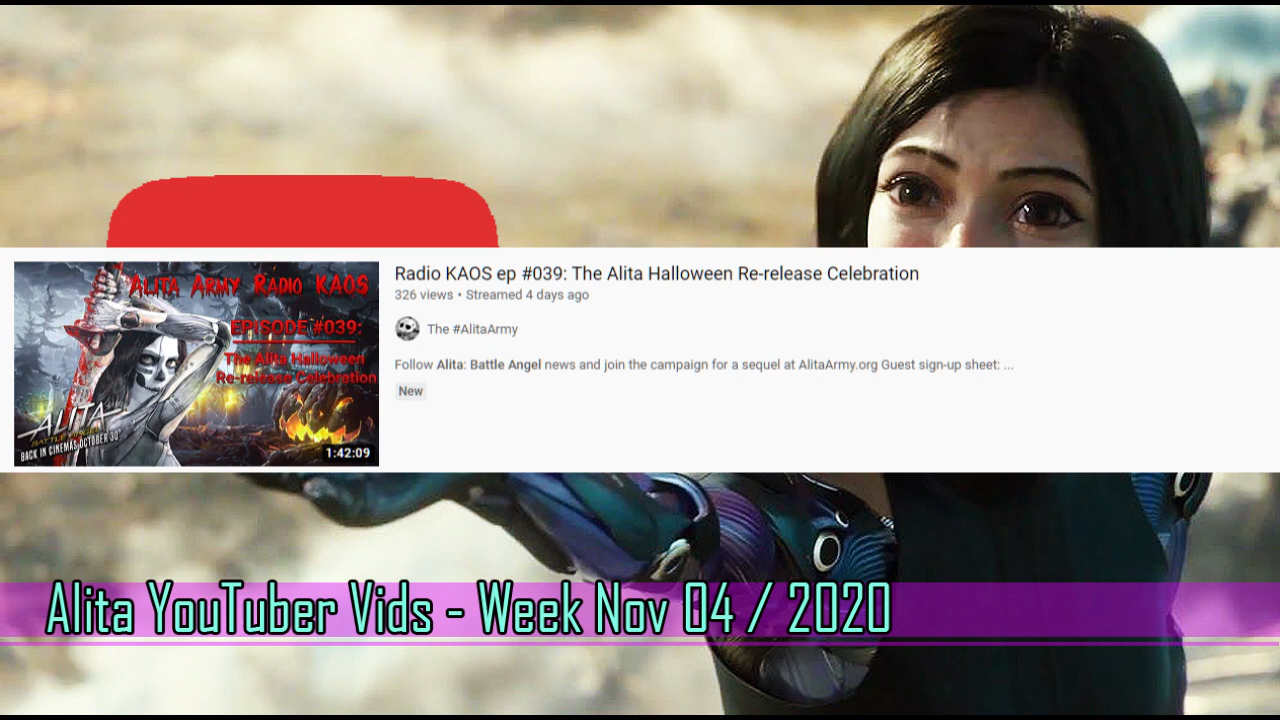 Radio KAOS ep #039: The Alita Halloween Re-release Celebration
326 views • Streamed 4 days ago
The #AlitaArmy
Follow Alita: Battle Angel news and join the campaign for a sequel at AlitaArmy.org Guest sign-up sheet: ...
New
ALITA ARMY RADIO KAOS
EPISODE #039:
The Alita Halloween
Re-release Celebration
ALITA
BATTLE ANGEL
BACK IN CINEMAS OCTOBER 30
1:42:09
Alita YouTuber Vids - Week Nov 04 / 2020